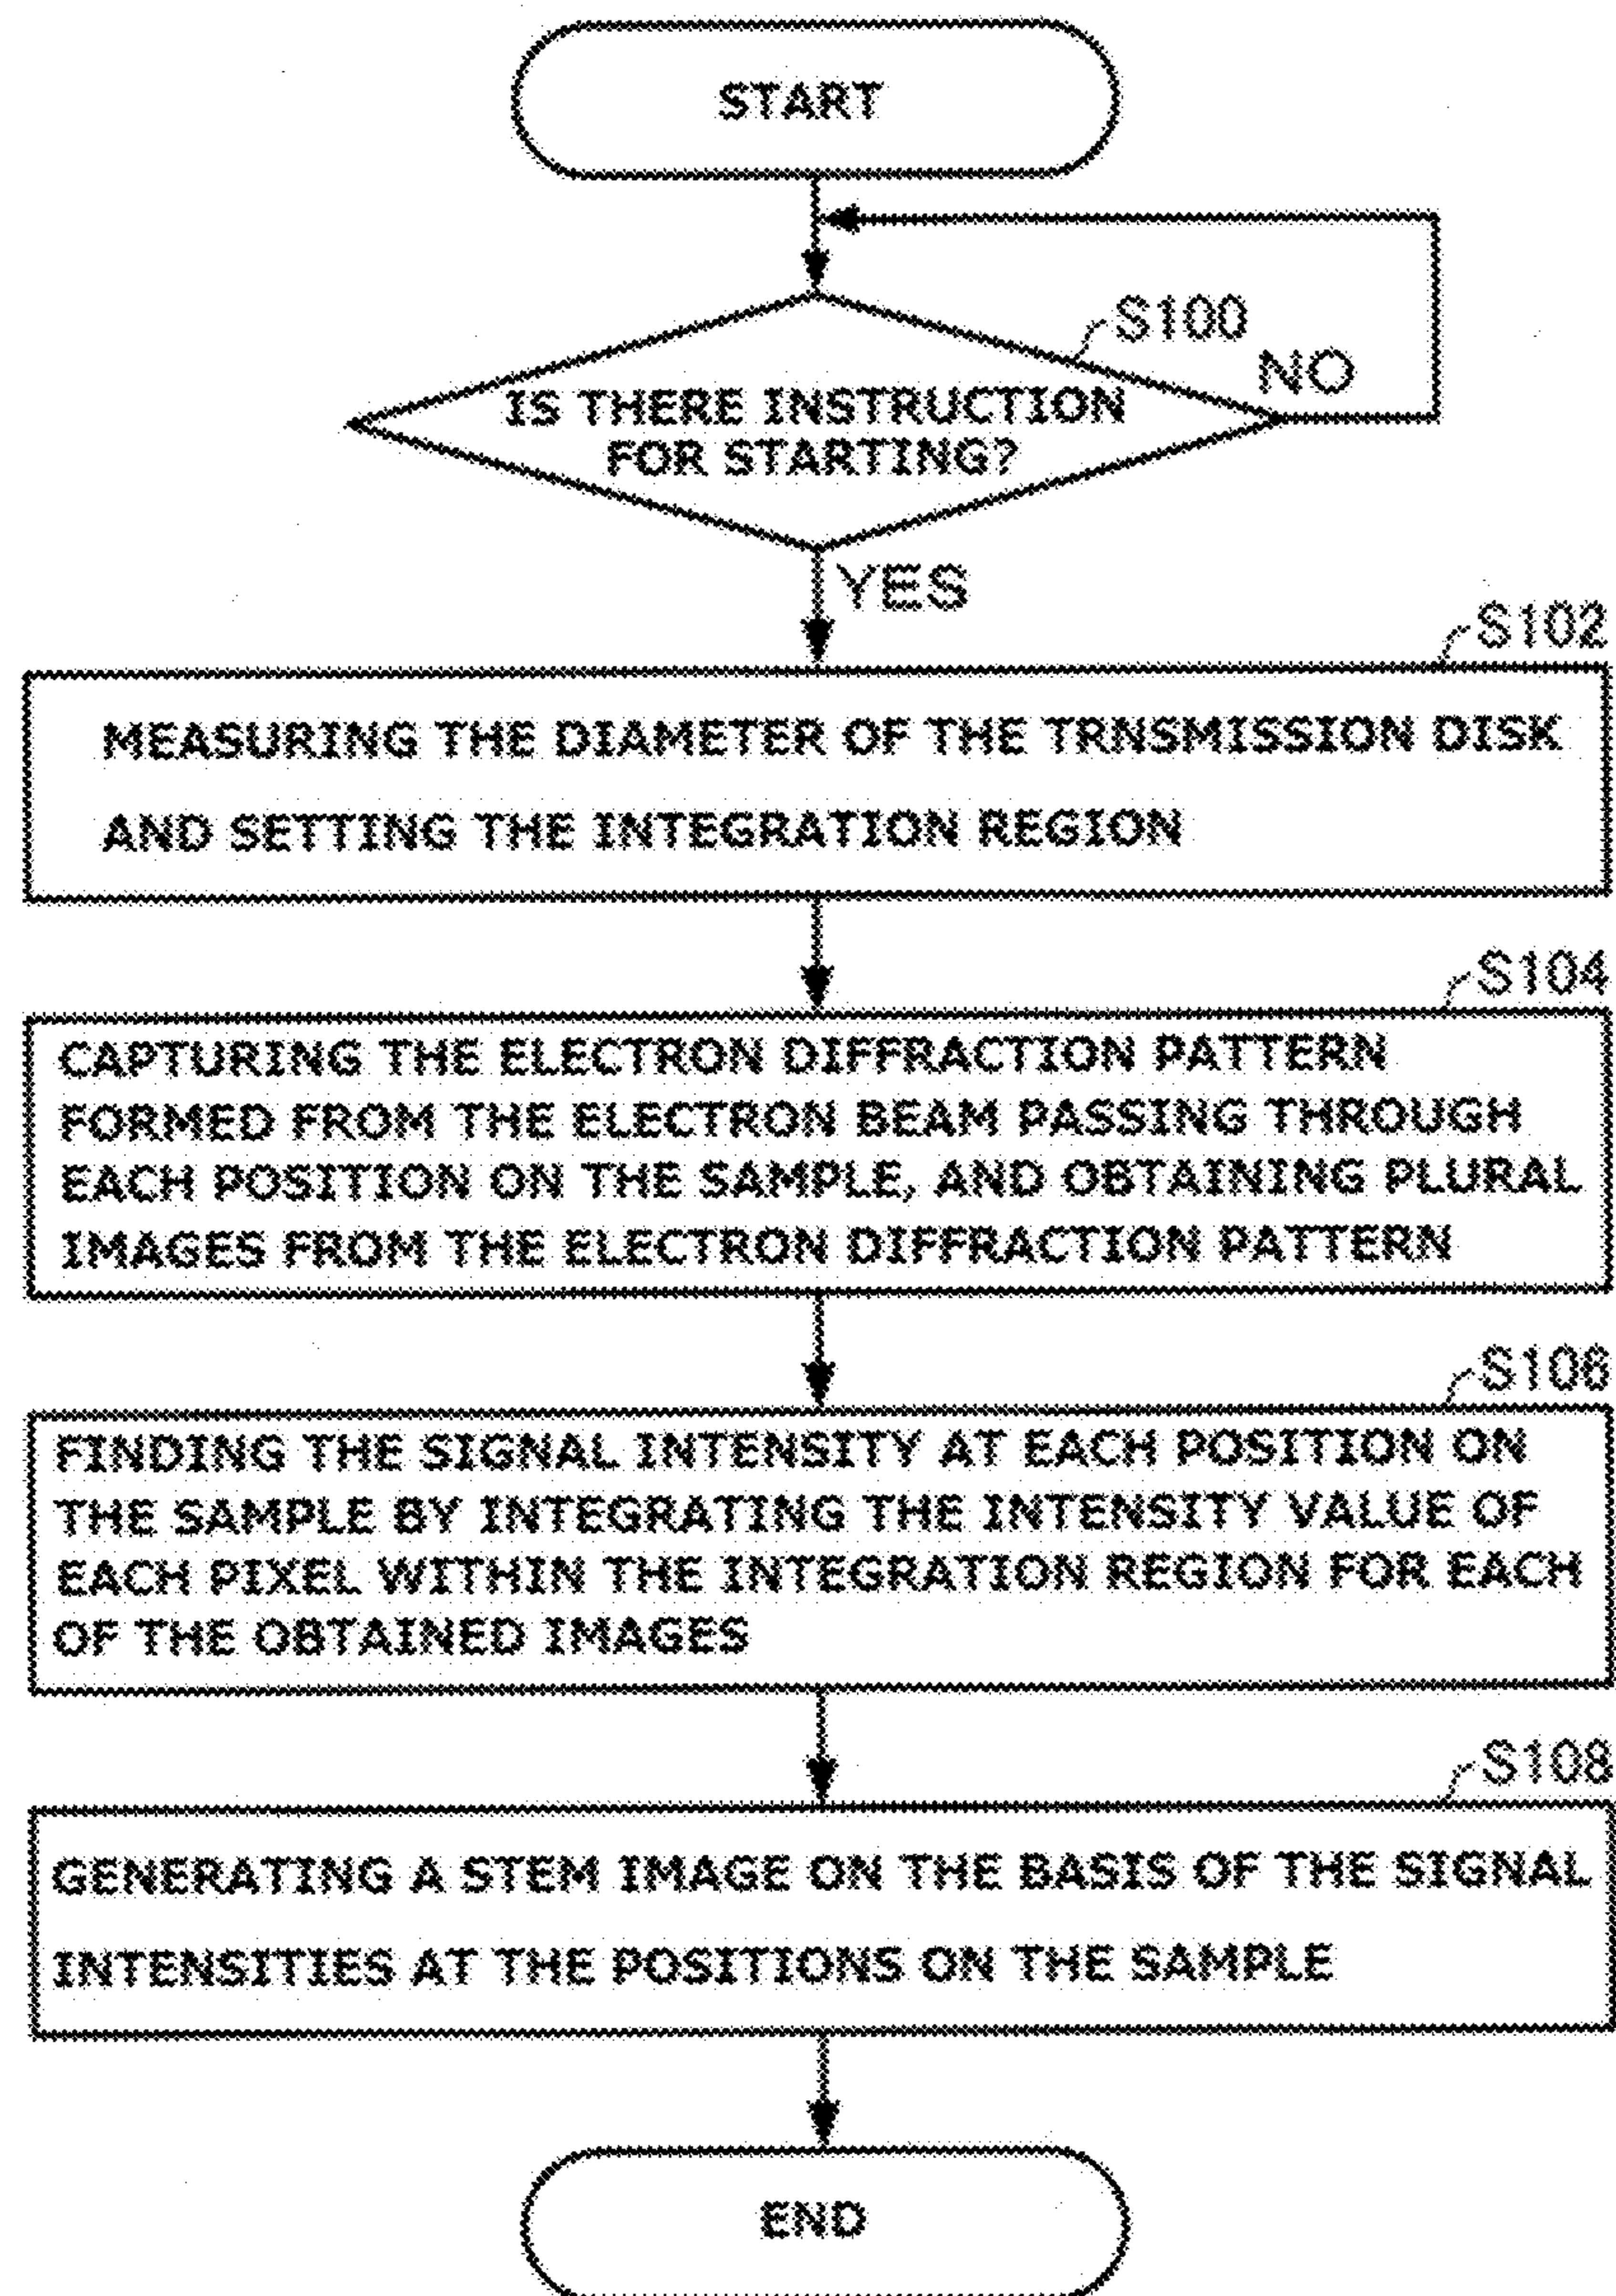 START
S100
IS THERE INSTRUCTION
FOR STARTING?
NO
YES
S102
MEASURING THE DIAMETER OF THE TRNSMISSION DISK
AND SETTING THE INTEGRATION REGION
S104
CAPTURING THE ELECTRON DIFFRACTION PATTERN
FORMED FROM THE ELECTRON BEAM PASSING THROUGH
EACH POSITION ON THE SAMPLE, AND OBTAINING PLURAL
IMAGES FROM THE ELECTRON DIFFRACTION PATTERN
S106
FINDING THE SIGNAL INTENSITY AT EACH POSITION ON
THE SAMPLE BY INTEGRATING THE INTENSITY VALUE OF
EACH PIXEL WITHIN THE INTEGRATION REGION FOR EACH
OF THE OBTAINED IMAGES
S108
GENERATING A STEM IMAGE ON THE BASIS OF THE SIGNAL
INTENSITIES AT THE POSITIONS ON THE SAMPLE
END